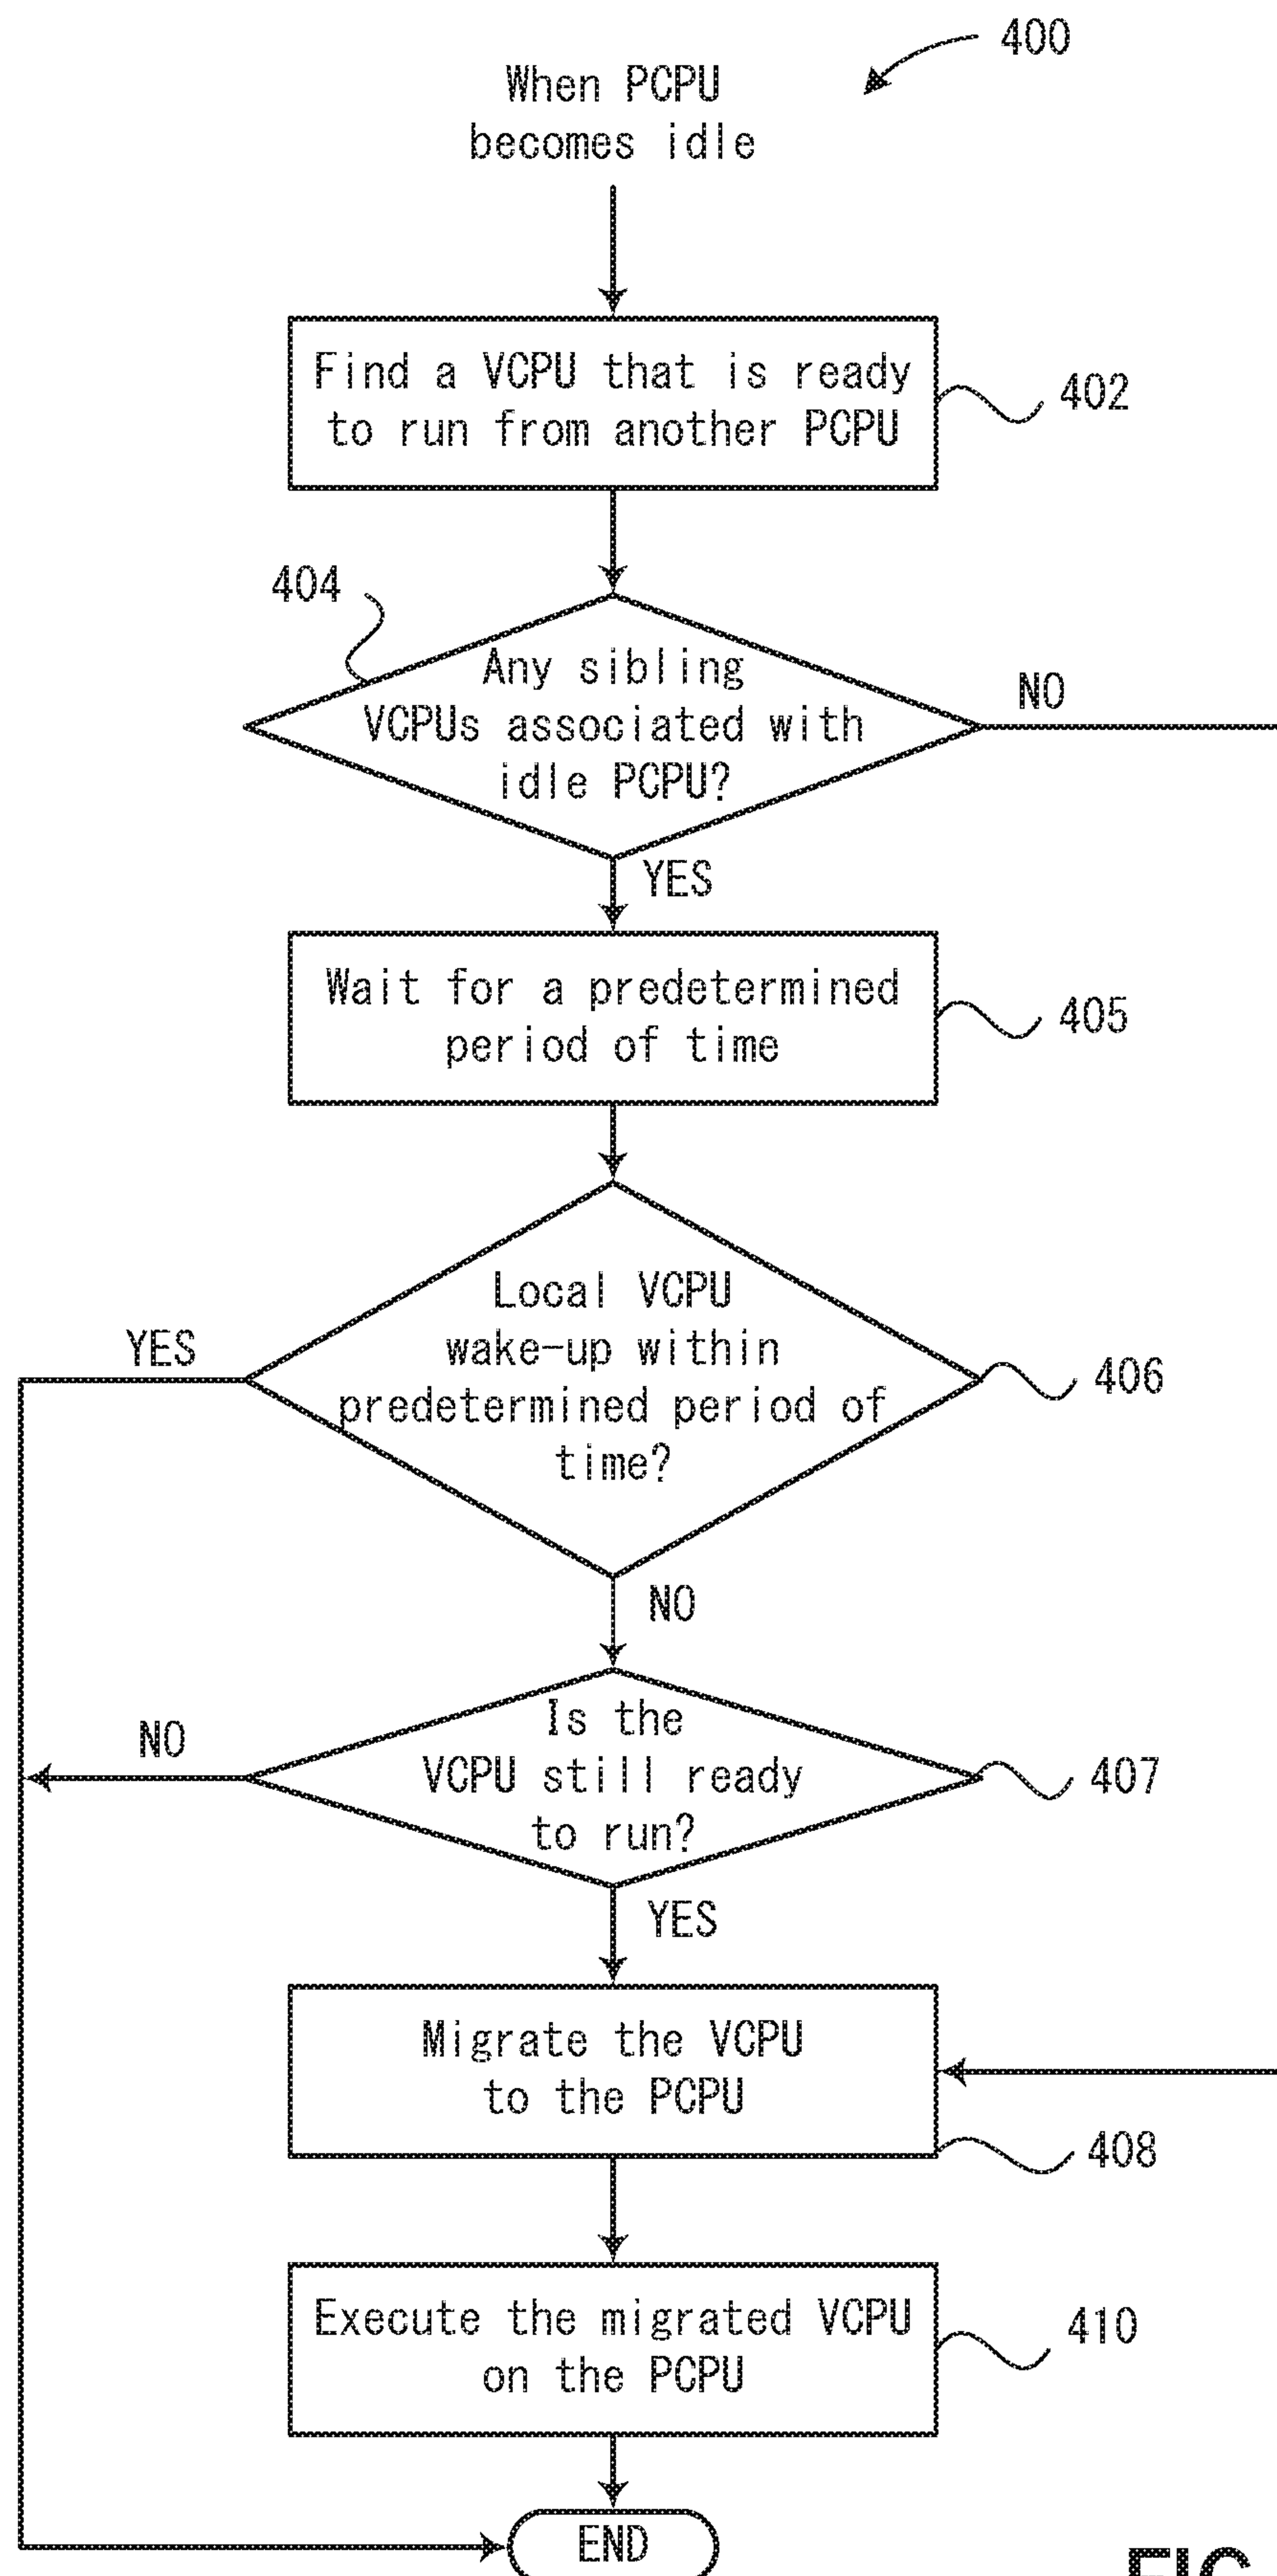 400
When PCPU
becomes idle
Find a VCPU that is ready
to run from another PCPU
402
404
Any sibling
VCPUs associated with
idle PCPU?
NO
YES
Wait for a predetermined
period of time
405
Local VCPU
wake-up within
predetermined period of
time?
YES
406
NO
Is the
VCPU still ready
to run?
NO
407
YES
Migrate the VCPU
to the PCPU
408
Execute the migrated VCPU
on the PCPU
410
END